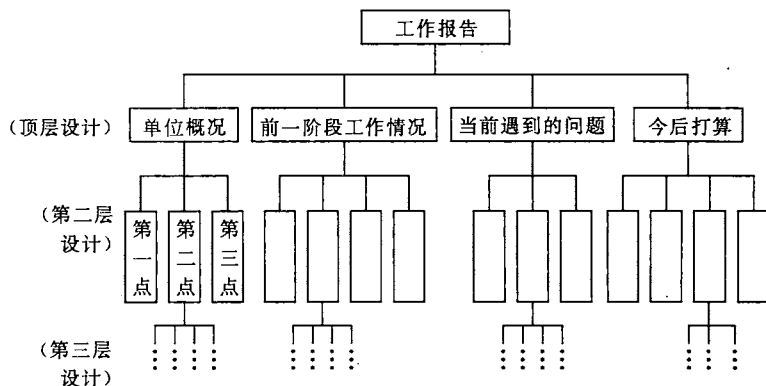 工作报告
(顶层设计)
单位概况
前一阶段工作情况
当前遇到的问题
今后打算
(第二层
设计)
第一点
第二点
第三点
(第三层
设计)